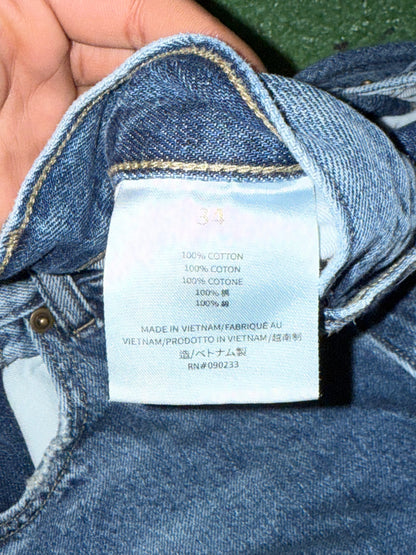 34
100% COTTON
100% COTON
100% COTONE
100% 棉
100% 綿
MADE IN VIETNAM/FABRIQUÉ AU
VIETNAM/PRODOTTO IN VIETNAM/越南制
造/ベトナム製
RN#090233